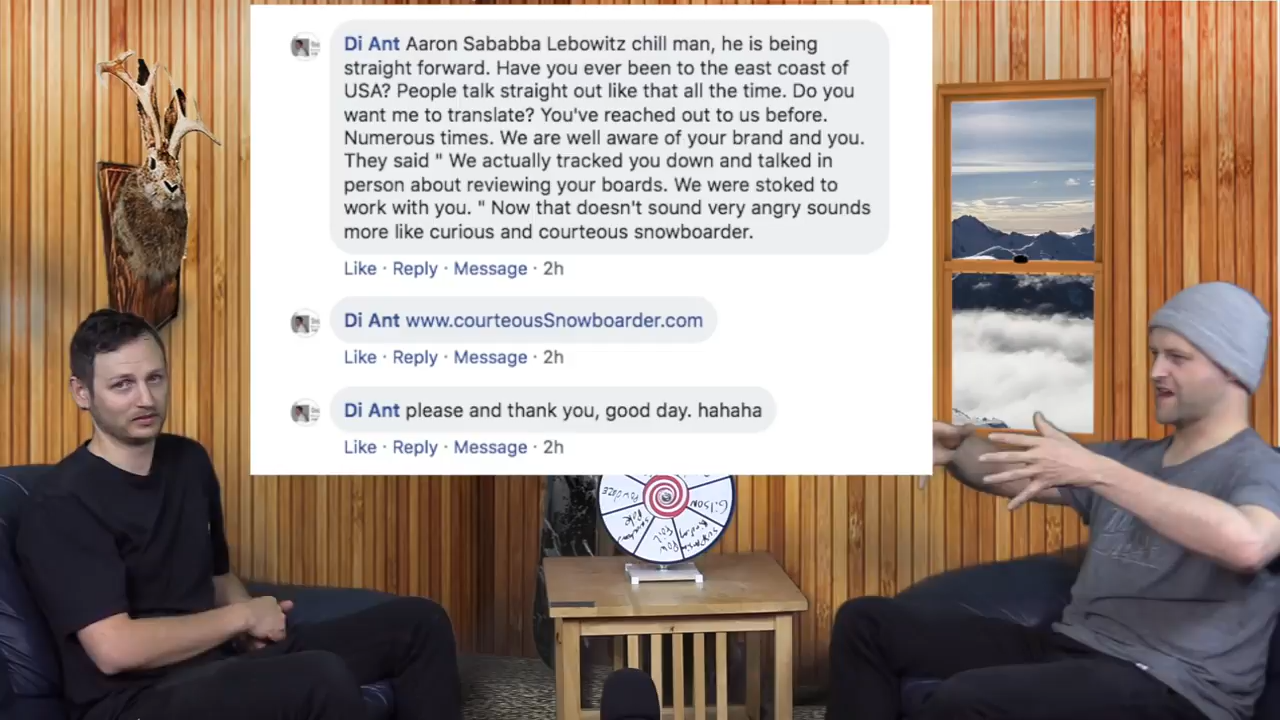 Di Ant Aaron Sababba Lebowitz chill man, he is being
straight forward. Have you ever been to the east coast of
USA? People talk straight out like that all the time. Do you
want me to translate? You've reached out to us before.
Numerous times. We are well aware of your brand and you.
They said " We actually tracked you down and talked in
person about reviewing your boards. We were stoked to
work with you. " Now that doesn't sound very angry sounds
more like curious and courteous snowboarder.
Like · Reply · Message · 2h
Di Ant www.courteousSnowboarder.com
Like · Reply · Message · 2h
Di Ant please and thank you, good day. hahaha
Like · Reply · Message · 2h
GilSON